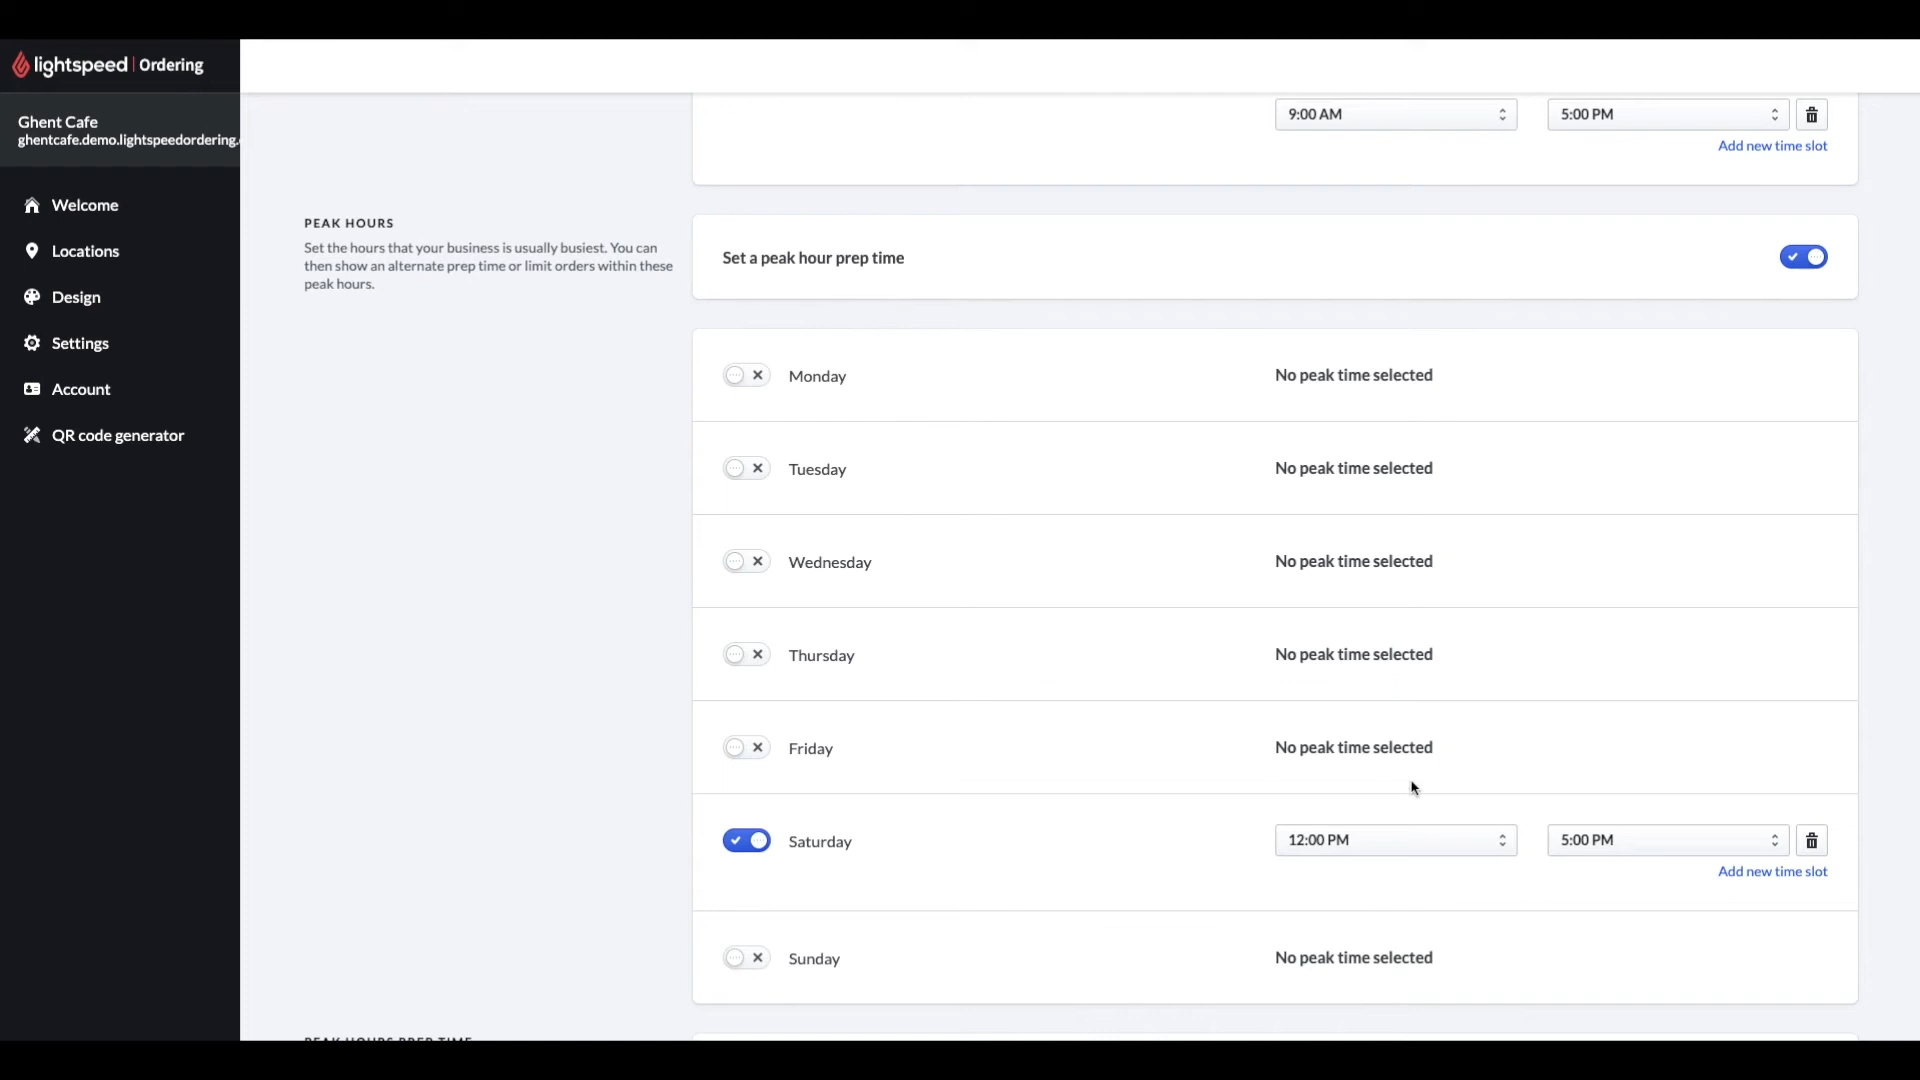 lightspeed | Ordering
Ghent Cafe
ghentcafe.demo.lightspeedordering.
Welcome
Locations
Design
Settings
Account
QR code generator
9:00 AM
5:00 PM
Add new time slot
PEAK HOURS
Set the hours that your business is usually busiest. You can
then show an alternate prep time or limit orders within these
peak hours.
Set a peak hour prep time
Monday
No peak time selected
Tuesday
No peak time selected
Wednesday
No peak time selected
Thursday
No peak time selected
Friday
No peak time selected
Saturday
12:00 PM
5:00 PM
Add new time slot
Sunday
No peak time selected
PEAK HOURS PREP TIME